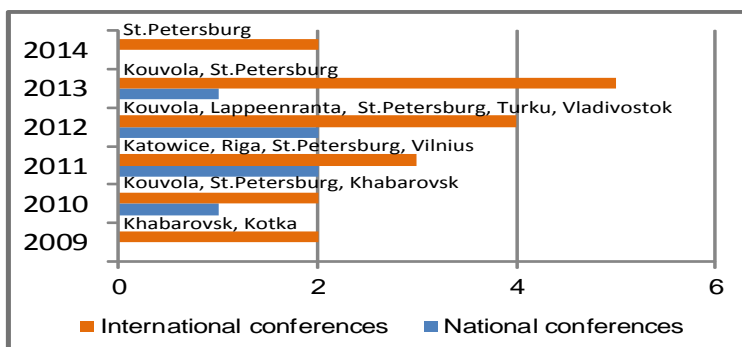 St.Petersburg
2014
Kouvola, St.Petersburg
2013
Kouvola, Lappeenranta, St.Petersburg, Turku, Vladivostok
2012
Katowice, Riga, St.Petersburg, Vilnius
2011
Kouvola, St.Petersburg, Khabarovsk
2010
Khabarovsk, Kotka
2009
0 2 4 6
International conferences National conferences